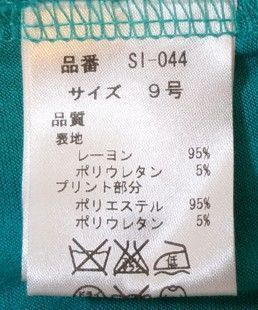 品番 SI-044
サイズ 9号
品質
表地
レーヨン 95%
ポリウレタン 5%
プリント部分
ポリエステル 95%
ポリウレタン 5%